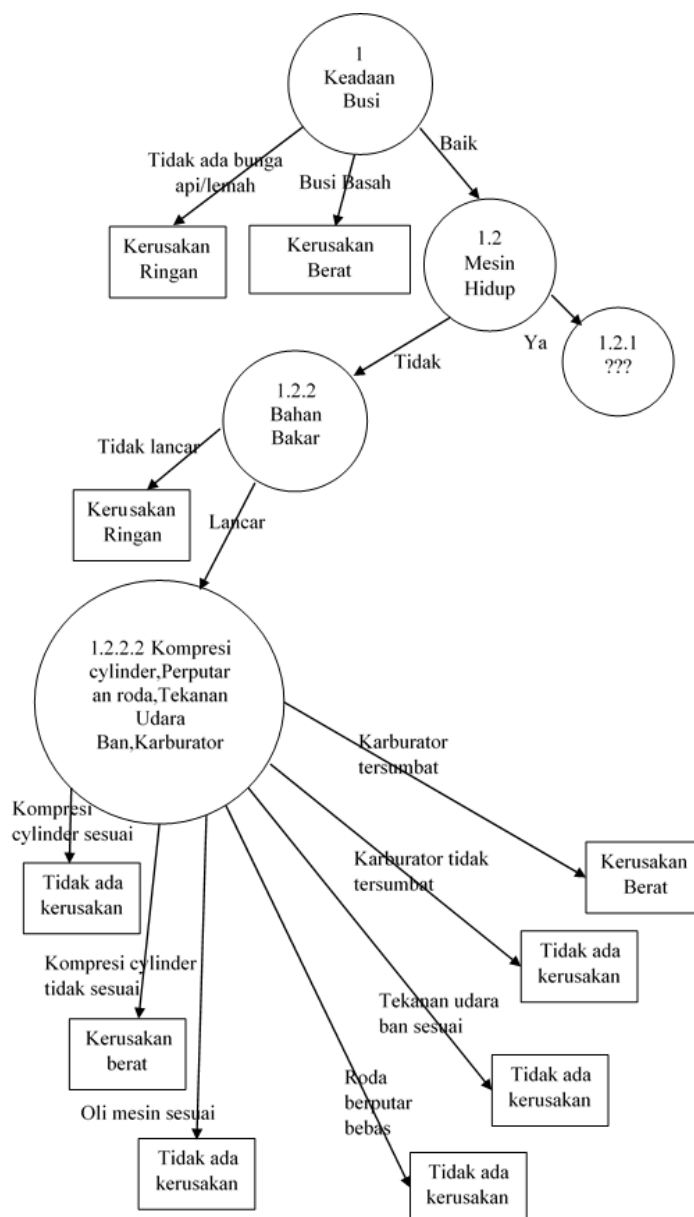 1
Keadaan
Busi
Tidak ada bunga
api/lemah
Busi Basah
Baik
Kerusakan
Ringan
Kerusakan
Berat
1.2
Mesin
Hidup
Tidak
Ya
1.2.1
???
1.2.2
Bahan
Bakar
Tidak lancar
Kerusakan
Ringan
Lancar
1.2.2.2 Kompresi
cylinder,Perputar
an roda,Tekanan
Udara
Ban,Karburator
Karburator
tersumbat
Kompresi
cylinder sesuai
Karburator tidak
tersumbat
Kerusakan
Berat
Tidak ada
kerusakan
Tidak ada
kerusakan
Kompresi cylinder
tidak sesuai
Tekanan udara
ban sesuai
Kerusakan
berat
Roda
berputar
bebas
Tidak ada
kerusakan
Oli mesin sesuai
Tidak ada
kerusakan
Tidak ada
kerusakan